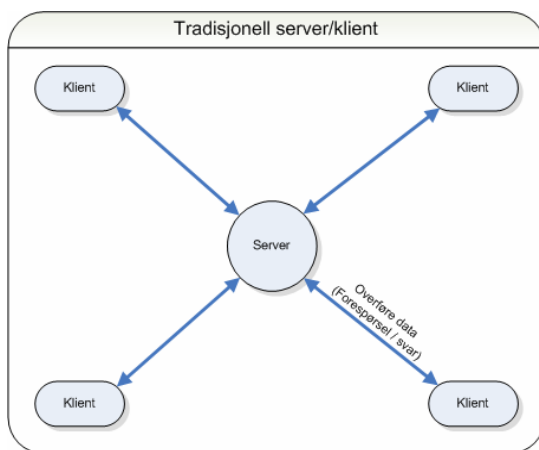 Tradisjonell server/klient
Klient
Klient
Server
Overføre data
(Forespørsel / svar)
Klient
Klient